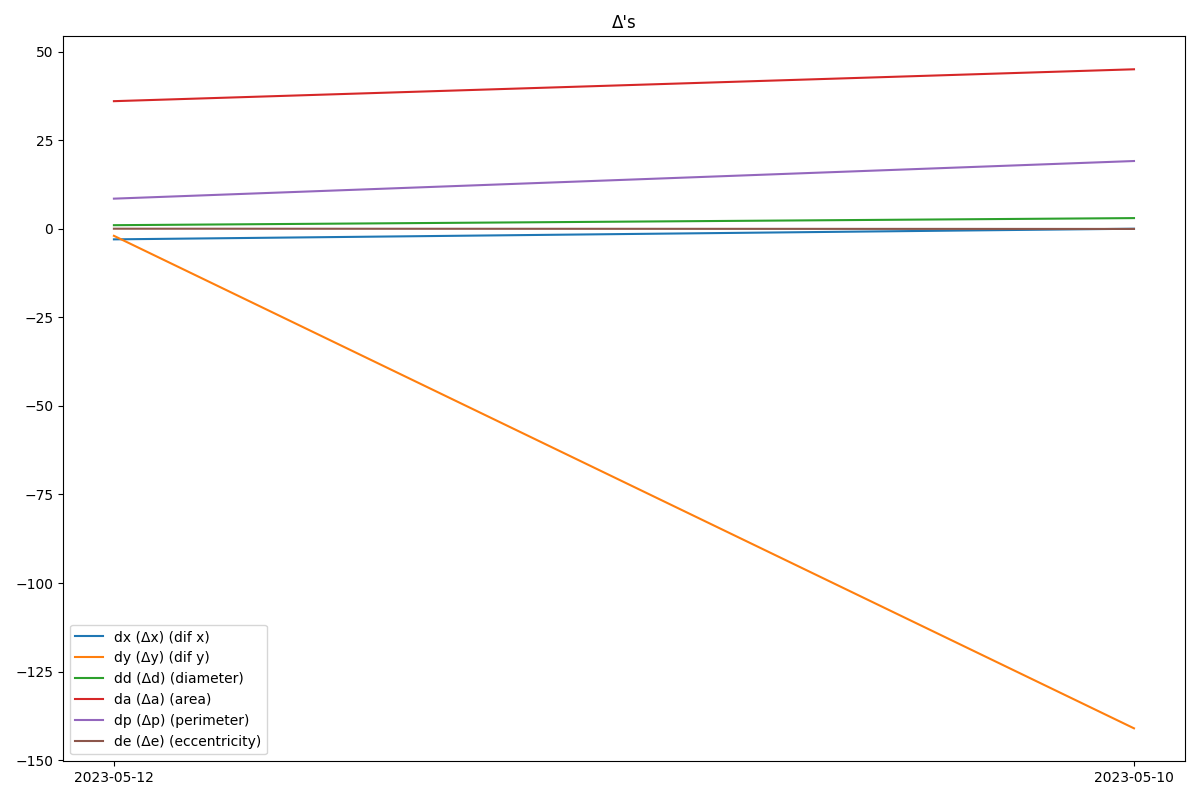 Δ's
50
25
0
−25
−50
−75
−100
−125
−150
dx (Δx) (dif x)
dy (Δy) (dif y)
dd (Δd) (diameter)
da (Δa) (area)
dp (Δp) (perimeter)
de (Δe) (eccentricity)
2023-05-12
2023-05-10